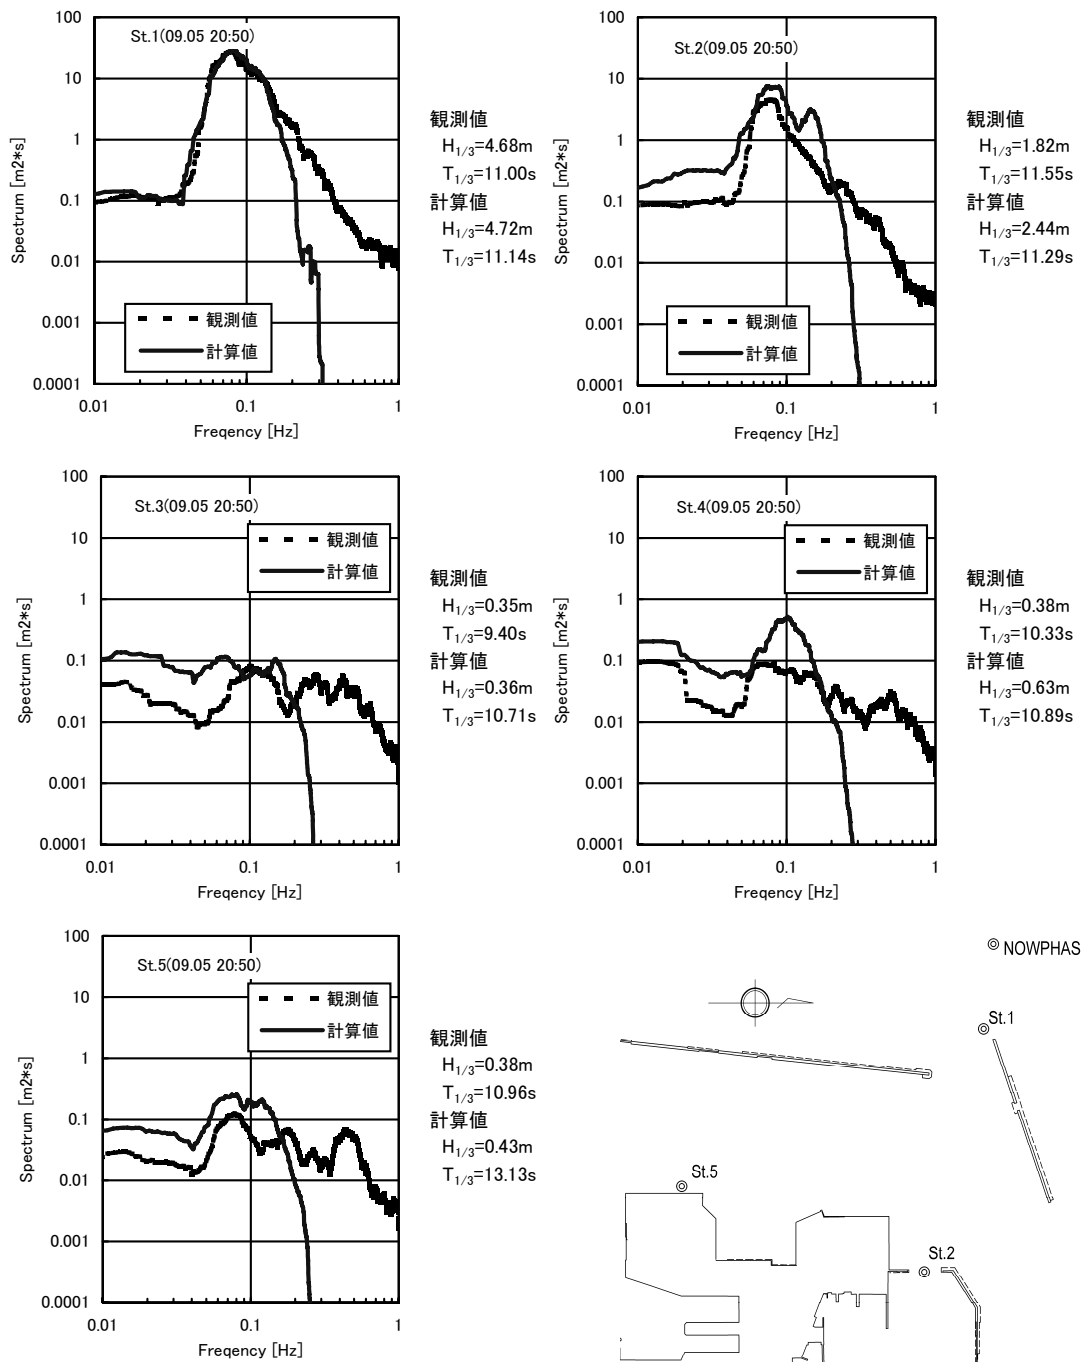 St.1(09.05 20:50)
100
10
1
0.1
0.01
0.001
0.0001
Spectrum [m2*s]
観測値
計算値
0.01 0.1 1
Freqency [Hz]
観測値
H1/3=4.68m
T1/3=11.00s
計算値
H1/3=4.72m
T1/3=11.14s
St.2(09.05 20:50)
100
10
1
0.1
0.01
0.001
0.0001
Spectrum [m2*s]
観測値
計算値
0.01 0.1 1
Freqency [Hz]
観測値
H1/3=1.82m
T1/3=11.55s
計算値
H1/3=2.44m
T1/3=11.29s
St.3(09.05 20:50)
100
10
1
0.1
0.01
0.001
0.0001
Spectrum [m2*s]
観測値
計算値
0.01 0.1 1
Freqency [Hz]
観測値
H1/3=0.35m
T1/3=9.40s
計算値
H1/3=0.36m
T1/3=10.71s
St.4(09.05 20:50)
100
10
1
0.1
0.01
0.001
0.0001
Spectrum [m2*s]
観測値
計算値
0.01 0.1 1
Freqency [Hz]
観測値
H1/3=0.38m
T1/3=10.33s
計算値
H1/3=0.63m
T1/3=10.89s
St.5(09.05 20:50)
100
10
1
0.1
0.01
0.001
0.0001
Spectrum [m2*s]
観測値
計算値
0.01 0.1 1
Freqency [Hz]
観測値
H1/3=0.38m
T1/3=10.96s
計算値
H1/3=0.43m
T1/3=13.13s
NOWPHAS
St.1
St.5
St.2